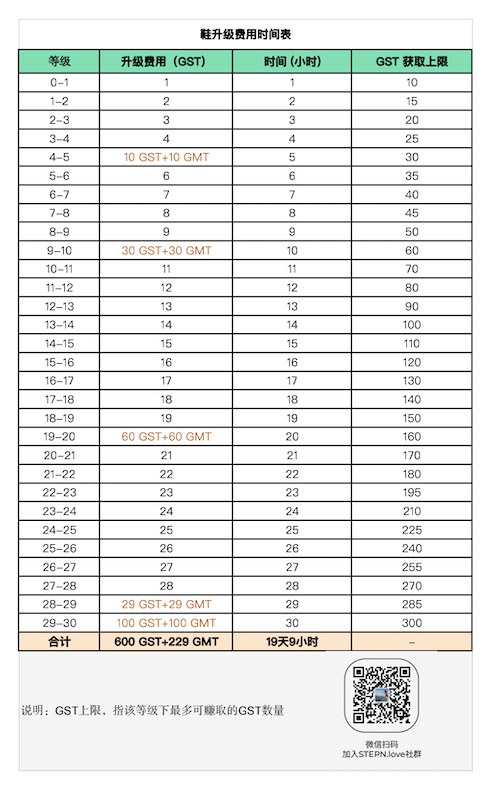 鞋升级费用时间表
等级 升级费用（GST） 时间 (小时) GST 获取上限
0-1 1 1 10
1-2 2 2 15
2-3 3 3 20
3-4 4 4 25
4-5 10 GST+10 GMT 5 30
5-6 6 6 35
6-7 7 7 40
7-8 8 8 45
8-9 9 9 50
9-10 30 GST+30 GMT 10 60
10-11 11 11 70
11-12 12 12 80
12-13 13 13 90
13-14 14 14 100
14-15 15 15 110
15-16 16 16 120
16-17 17 17 130
17-18 18 18 140
18-19 19 19 150
19-20 60 GST+60 GMT 20 160
20-21 21 21 170
21-22 22 22 180
22-23 23 23 195
23-24 24 24 210
24-25 25 25 225
25-26 26 26 240
26-27 27 27 255
27-28 28 28 270
28-29 29 GST+29 GMT 29 285
29-30 100 GST+100 GMT 30 300
合计 600 GST+229 GMT 19天9小时 –
说明：GST上限，指该等级下最多可赚取的GST数量
微信扫码
加入STEPN.love社群